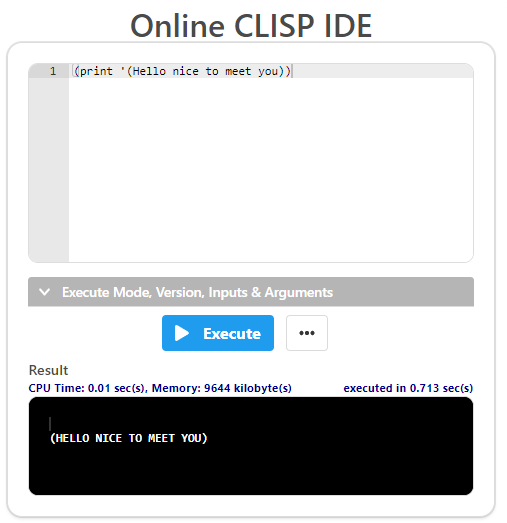 Online CLISP IDE
1 (print '(Hello nice to meet you))
Execute Mode, Version, Inputs & Arguments
Execute •••
Result
CPU Time: 0.01 sec(s), Memory: 9644 kilobyte(s) executed in 0.713 sec(s)
(HELLO NICE TO MEET YOU)